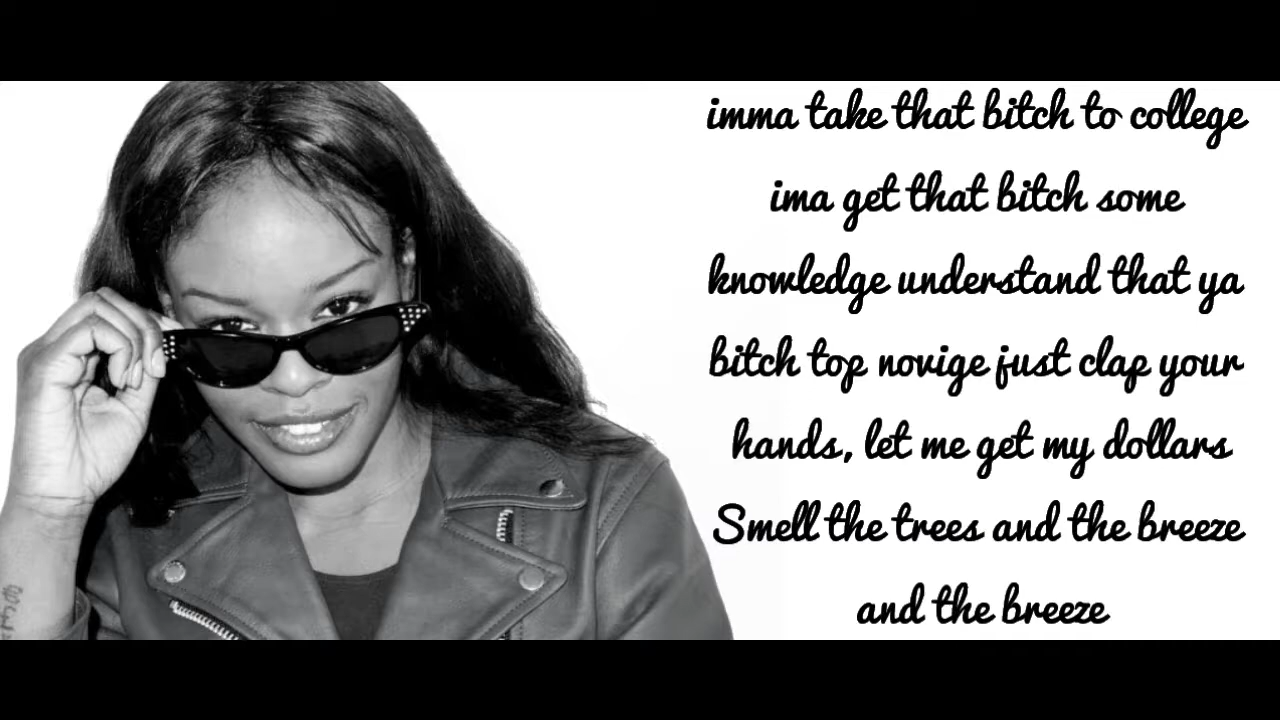 imma take that bitch to college
ima get that bitch some
knowledge understand that ya
bitch top novige just clap your
hands, let me get my dollars
Smell the trees and the breeze
and the breeze